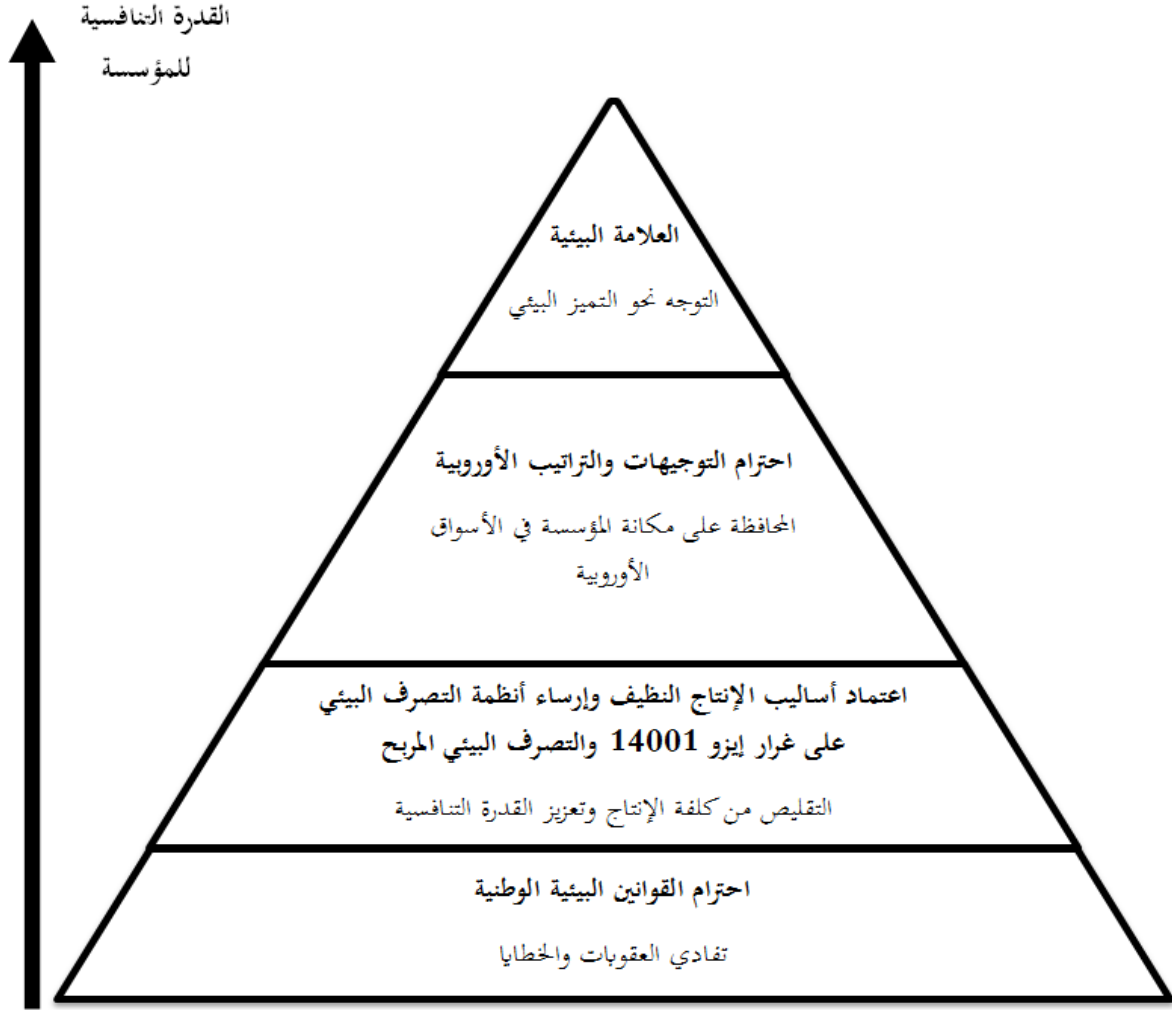 القدرة التنافسية
للمؤسسة
العلامة البيئية
التوجه نحو التميز البيئي
احترام التوجيهات والتراتيب الأوروبية
المحافظة على مكانة المؤسسة في الأسواق
الأوروبية
اعتماد أساليب الإنتاج النظيف وإرساء أنظمة التصرف البيئي
على غرار إيزو 14001 والتصرف البيئي المربح
التقليص من كلفة الإنتاج وتعزيز القدرة التنافسية
احترام القوانين البيئية الوطنية
تفادي العقوبات والخطايا